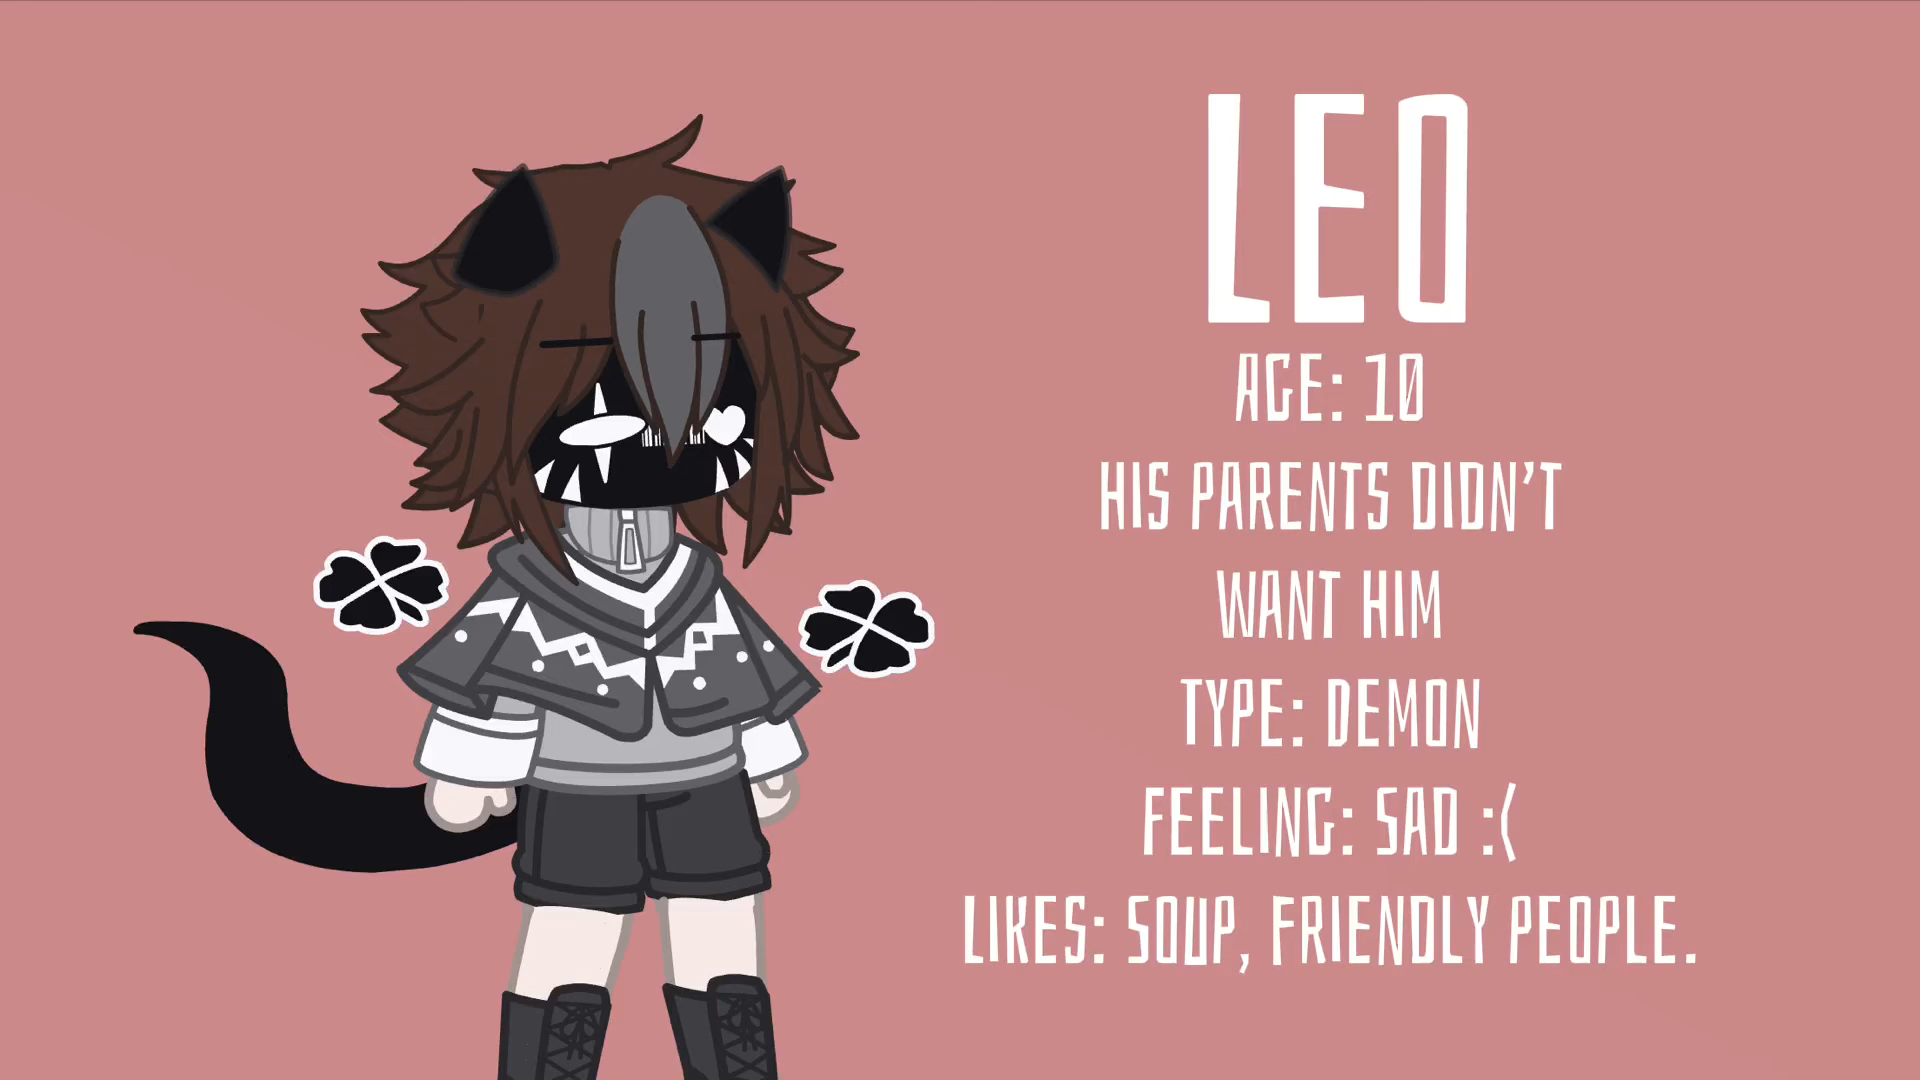 LEO
AGE: 10
HIS PARENTS DIDN'T
WANT HIM
TYPE: DEMON
FEELING: SAD :(
LIKES: SOUP, FRIENDLY PEOPLE.